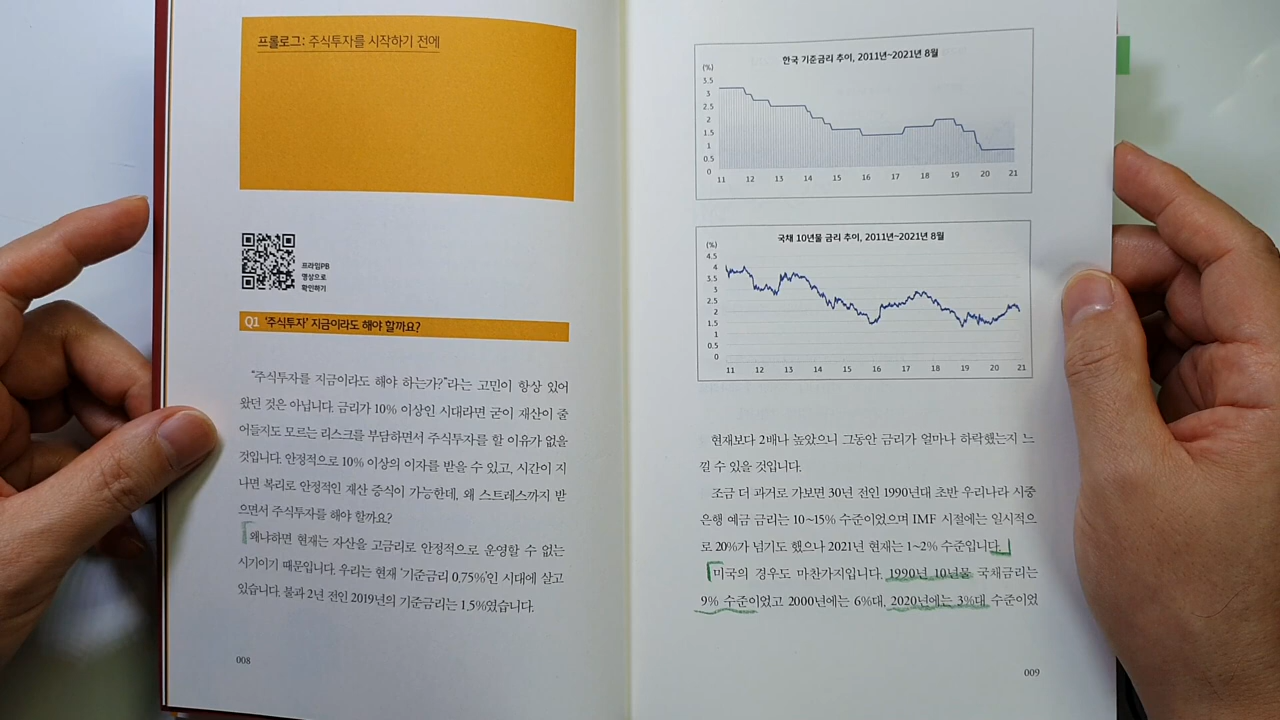 프롤로그: 주식투자를 시작하기 전에
프라임PB
영상으로
확인하기
Q1 '주식투자' 지금이라도 해야 할까요?
"주식투자를 지금이라도 해야 하는가?"라는 고민이 항상 있어
왔던 것은 아닙니다. 금리가 10% 이상인 시대라면 굳이 재산이 줄
어들지도 모르는 리스크를 부담하면서 주식투자를 할 이유가 없을
것입니다. 안정적으로 10% 이상의 이자를 받을 수 있고, 시간이 지
나면 복리로 안정적인 재산 증식이 가능한데, 왜 스트레스까지 받
으면서 주식투자를 해야 할까요?
왜냐하면 현재는 자산을 고금리로 안정적으로 운영할 수 없는
시기이기 때문입니다. 우리는 현재 '기준금리 0.75%'인 시대에 살고
있습니다. 불과 2년 전인 2019년의 기준금리는 1.5%였습니다.
008
한국 기준금리 추이, 2011년~2021년 8월
(%)
3.5
3
2.5
2
1.5
1
0.5
0
11 12 13 14 15 16 17 18 19 20 21
국채 10년물 금리 추이, 2011년~2021년 8월
(%)
4.5
4
3.5
3
2.5
2
1.5
1
0.5
0
11 12 13 14 15 16 17 18 19 20 21
현재보다 2배나 높았으니 그동안 금리가 얼마나 하락했는지 느
낄 수 있을 것입니다.
조금 더 과거로 가보면 30년 전인 1990년대 초반 우리나라 시중
은행 예금 금리는 10~15% 수준이었으며 IMF 시절에는 일시적으
로 20%가 넘기도 했으나 2021년 현재는 1~2% 수준입니다.
미국의 경우도 마찬가지입니다. 1990년 10년물 국채금리는
9% 수준이었고 2000년에는 6%대, 2020년에는 3%대 수준이었
009